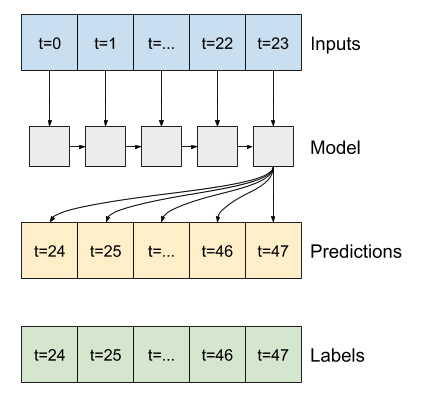 t=0 t=1 t=... t=22 t=23 Inputs
Model
t=24 t=25 t=... t=46 t=47 Predictions
t=24 t=25 t=... t=46 t=47 Labels